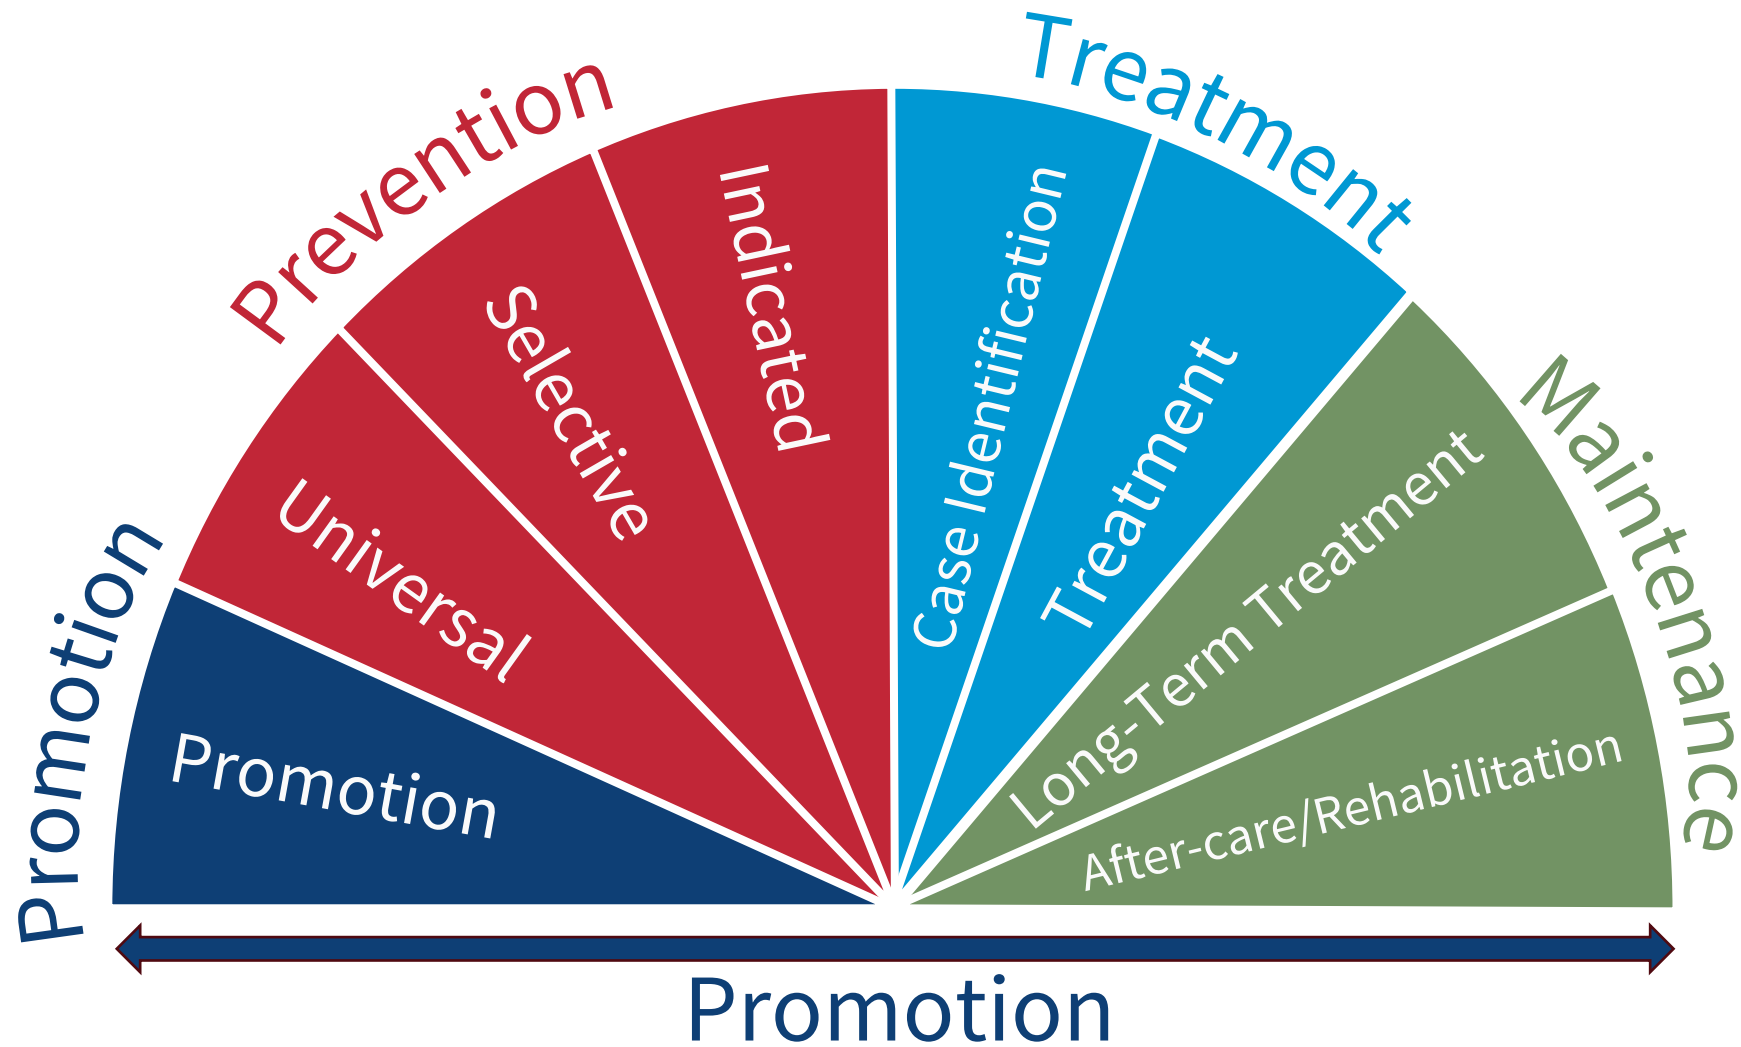 Promotion
Prevention
Treatment
Maintenance
Promotion
Universal
Selective
Indicated
Case Identification
Treatment
Long-Term Treatment
After-care/Rehabilitation
Promotion